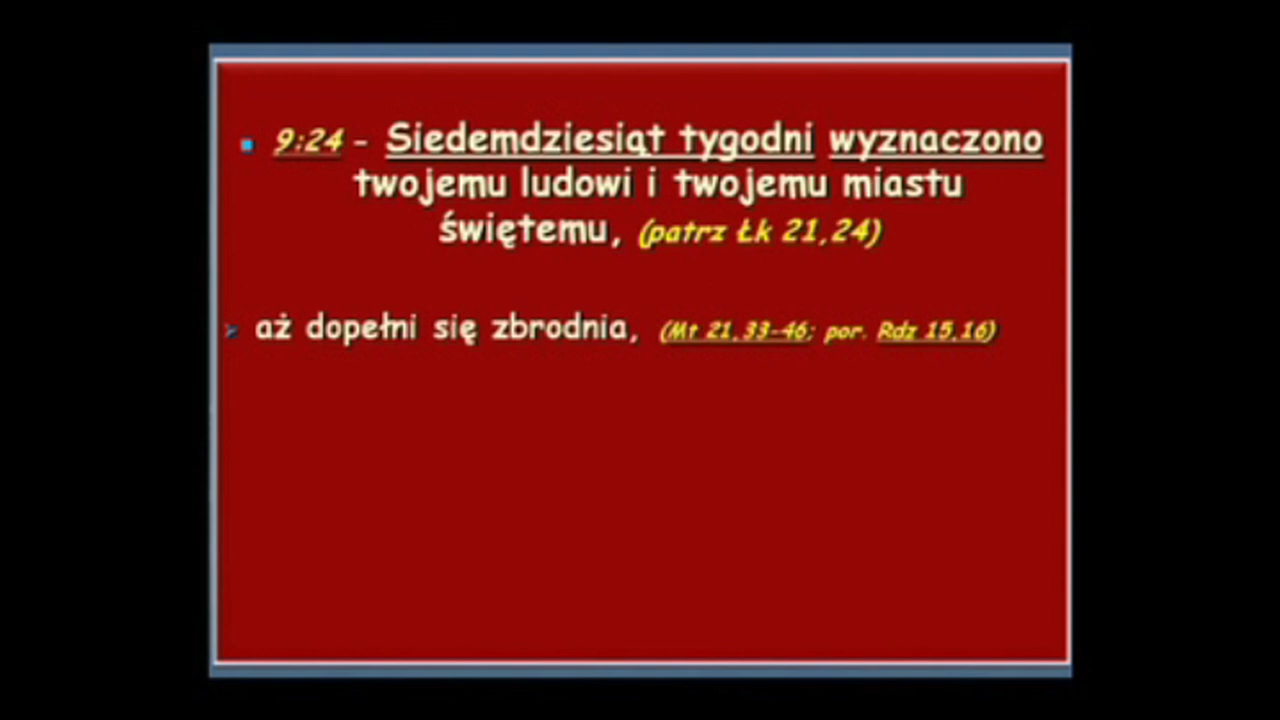 9:24 - Siedemdziesiąt tygodni wyznaczono
twojemu ludowi i twojemu miastu
świętemu, (patrz Łk 21,24)
aż dopełni się zbrodnia, (Mt 21,33-46; por. Rdz 15,16)